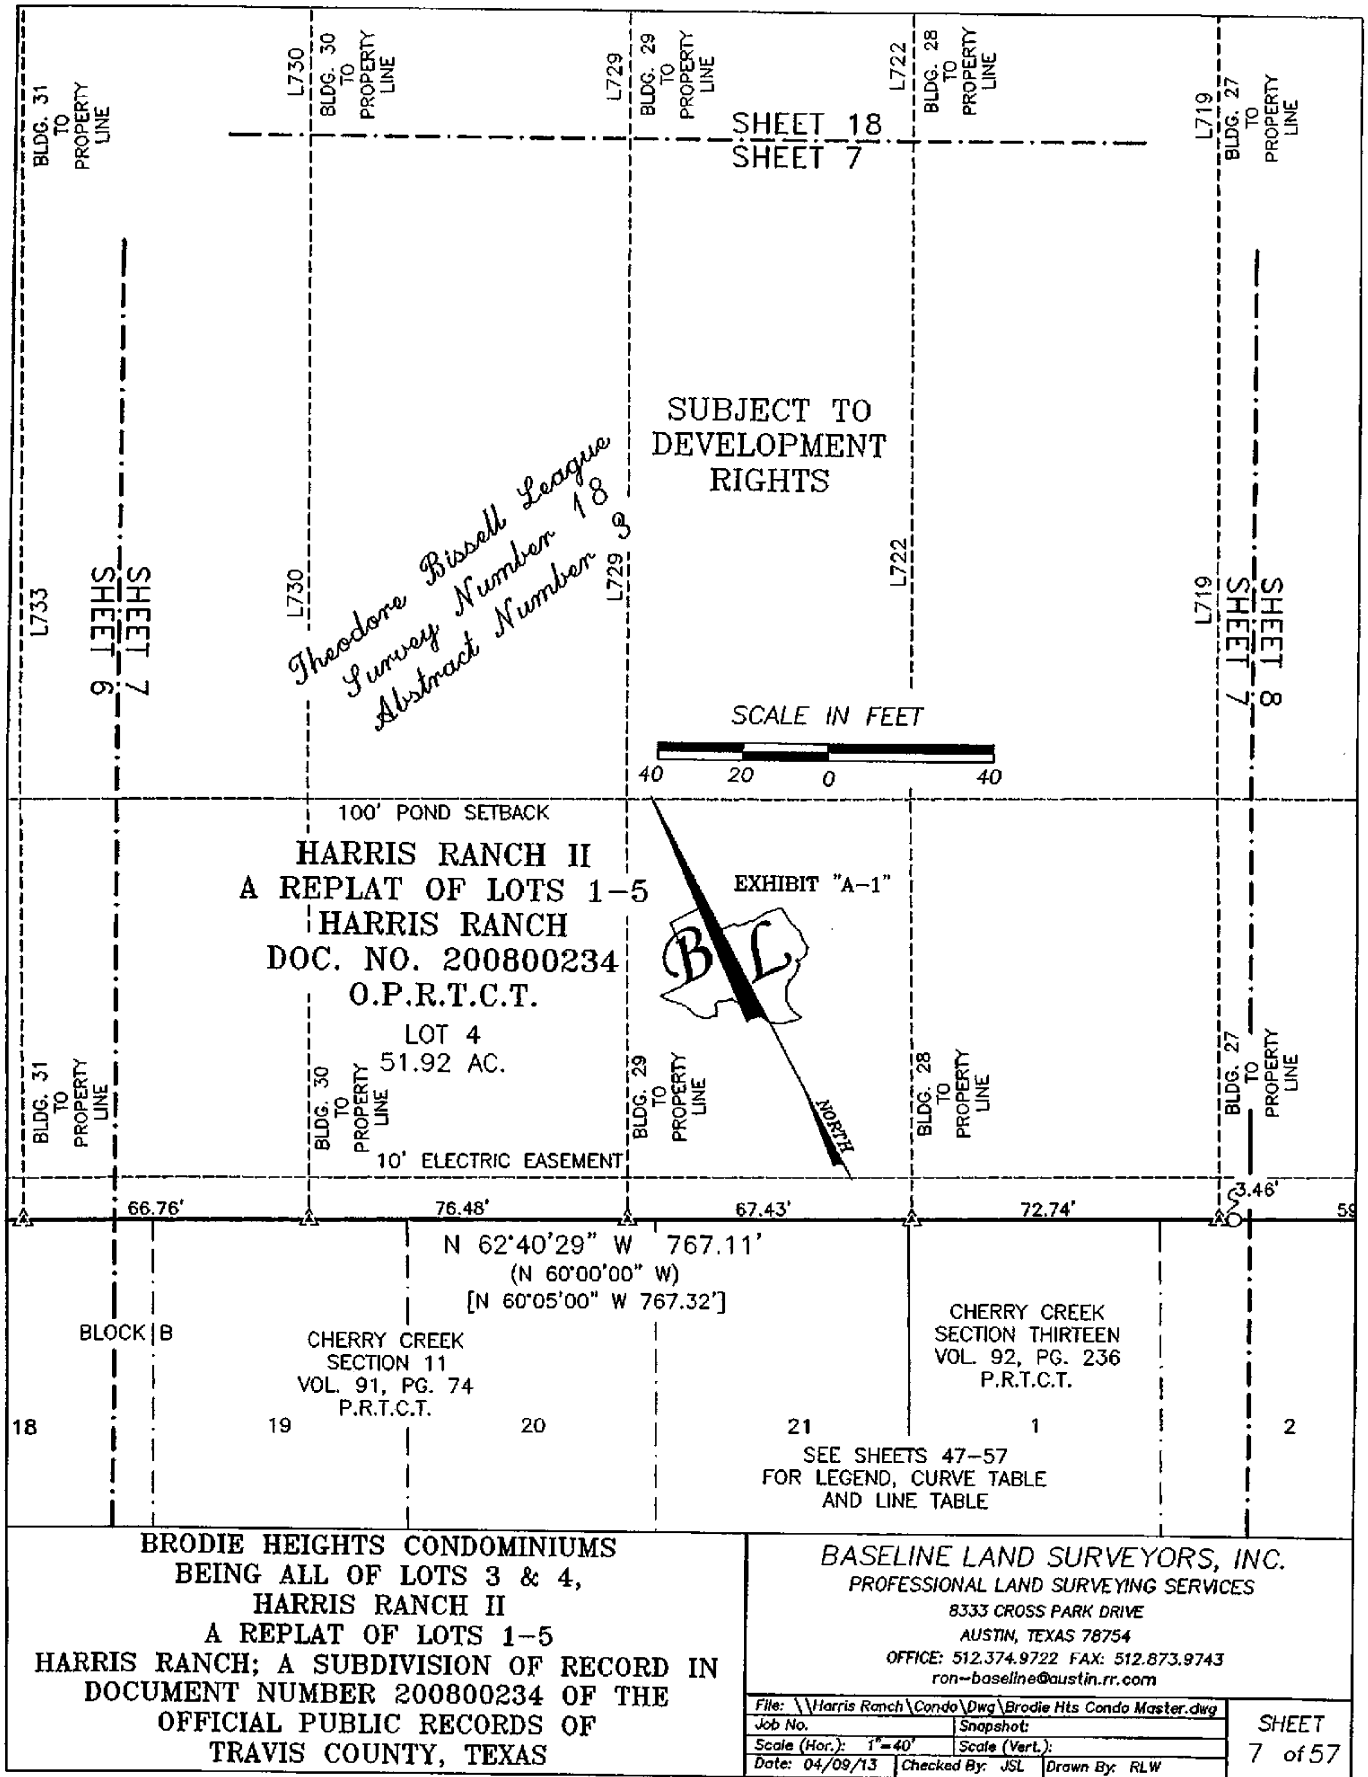 BLDG. 31
TO
PROPERTY
LINE
L730
BLDG. 30
TO
PROPERTY
LINE
L729
BLDG. 29
TO
PROPERTY
LINE
L722
BLDG. 28
TO
PROPERTY
LINE
L719
BLDG. 27
TO
PROPERTY
LINE
SHEET 18
SHEET 7
SUBJECT TO
DEVELOPMENT
RIGHTS
Theodore Bissell League
Survey Number 18
Abstract Number 3
L733
SHEET 7
SHEET 6
L730
L729
L722
L719
SHEET 8
SHEET 7
SCALE IN FEET
40 20 0 40
100' POND SETBACK
HARRIS RANCH II
A REPLAT OF LOTS 1-5
HARRIS RANCH
DOC. NO. 200800234
O.P.R.T.C.T.
LOT 4
51.92 AC.
EXHIBIT "A-1"
B L
NORTH
BLDG. 31
TO
PROPERTY
LINE
BLDG. 30
TO
PROPERTY
LINE
BLDG. 29
TO
PROPERTY
LINE
BLDG. 28
TO
PROPERTY
LINE
BLDG. 27
TO
PROPERTY
LINE
10' ELECTRIC EASEMENT
66.76' 76.48' 67.43' 72.74' 3.46' 59
N 62°40'29" W 767.11'
(N 60°00'00" W)
[N 60°05'00" W 767.32']
BLOCK B
CHERRY CREEK
SECTION 11
VOL. 91, PG. 74
P.R.T.C.T.
CHERRY CREEK
SECTION THIRTEEN
VOL. 92, PG. 236
P.R.T.C.T.
18 19 20 21 1 2
SEE SHEETS 47-57
FOR LEGEND, CURVE TABLE
AND LINE TABLE
BRODIE HEIGHTS CONDOMINIUMS
BEING ALL OF LOTS 3 & 4,
HARRIS RANCH II
A REPLAT OF LOTS 1-5
HARRIS RANCH; A SUBDIVISION OF RECORD IN
DOCUMENT NUMBER 200800234 OF THE
OFFICIAL PUBLIC RECORDS OF
TRAVIS COUNTY, TEXAS
BASELINE LAND SURVEYORS, INC.
PROFESSIONAL LAND SURVEYING SERVICES
8333 CROSS PARK DRIVE
AUSTIN, TEXAS 78754
OFFICE: 512.374.9722 FAX: 512.873.9743
ron-baseline@austin.rr.com
File: \\Harris Ranch\Condo\Dwg\Brodie Hts Condo Master.dwg
Job No. Snapshot:
Scale (Hor.): 1"=40' Scale (Vert.):
Date: 04/09/13 Checked By: JSL Drawn By: RLW
SHEET
7 of 57